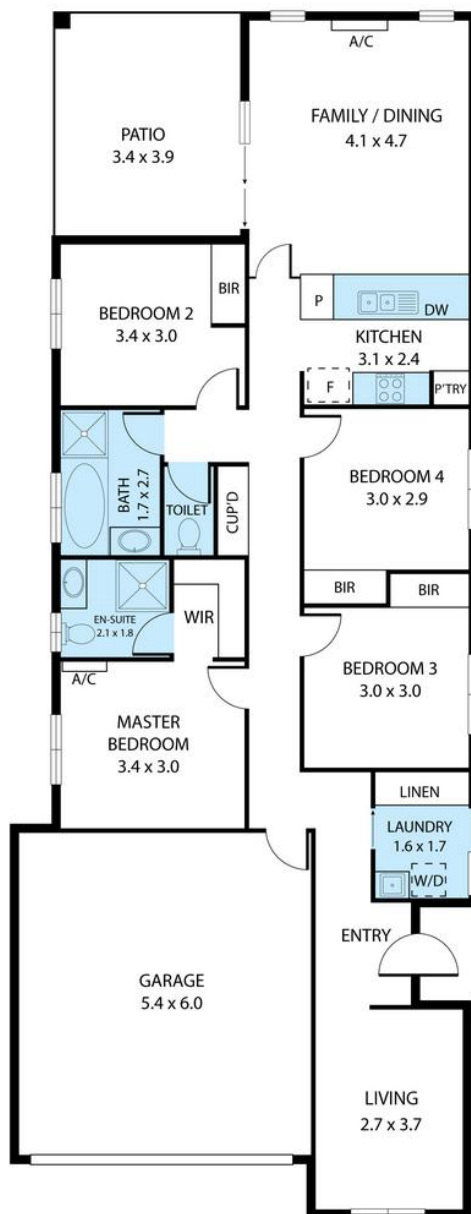 A/C
FAMILY / DINING
4.1 x 4.7
PATIO
3.4 x 3.9
BIR
BEDROOM 2
3.4 x 3.0
P
DW
KITCHEN
3.1 x 2.4
F
P'TRY
BATH
1.7 x 2.7
TOILET
CUP'D
BEDROOM 4
3.0 x 2.9
BIR
BIR
EN-SUITE
2.1 x 1.8
WIR
A/C
BEDROOM 3
3.0 x 3.0
MASTER
BEDROOM
3.4 x 3.0
LINEN
LAUNDRY
1.6 x 1.7
W/D
ENTRY
GARAGE
5.4 x 6.0
LIVING
2.7 x 3.7